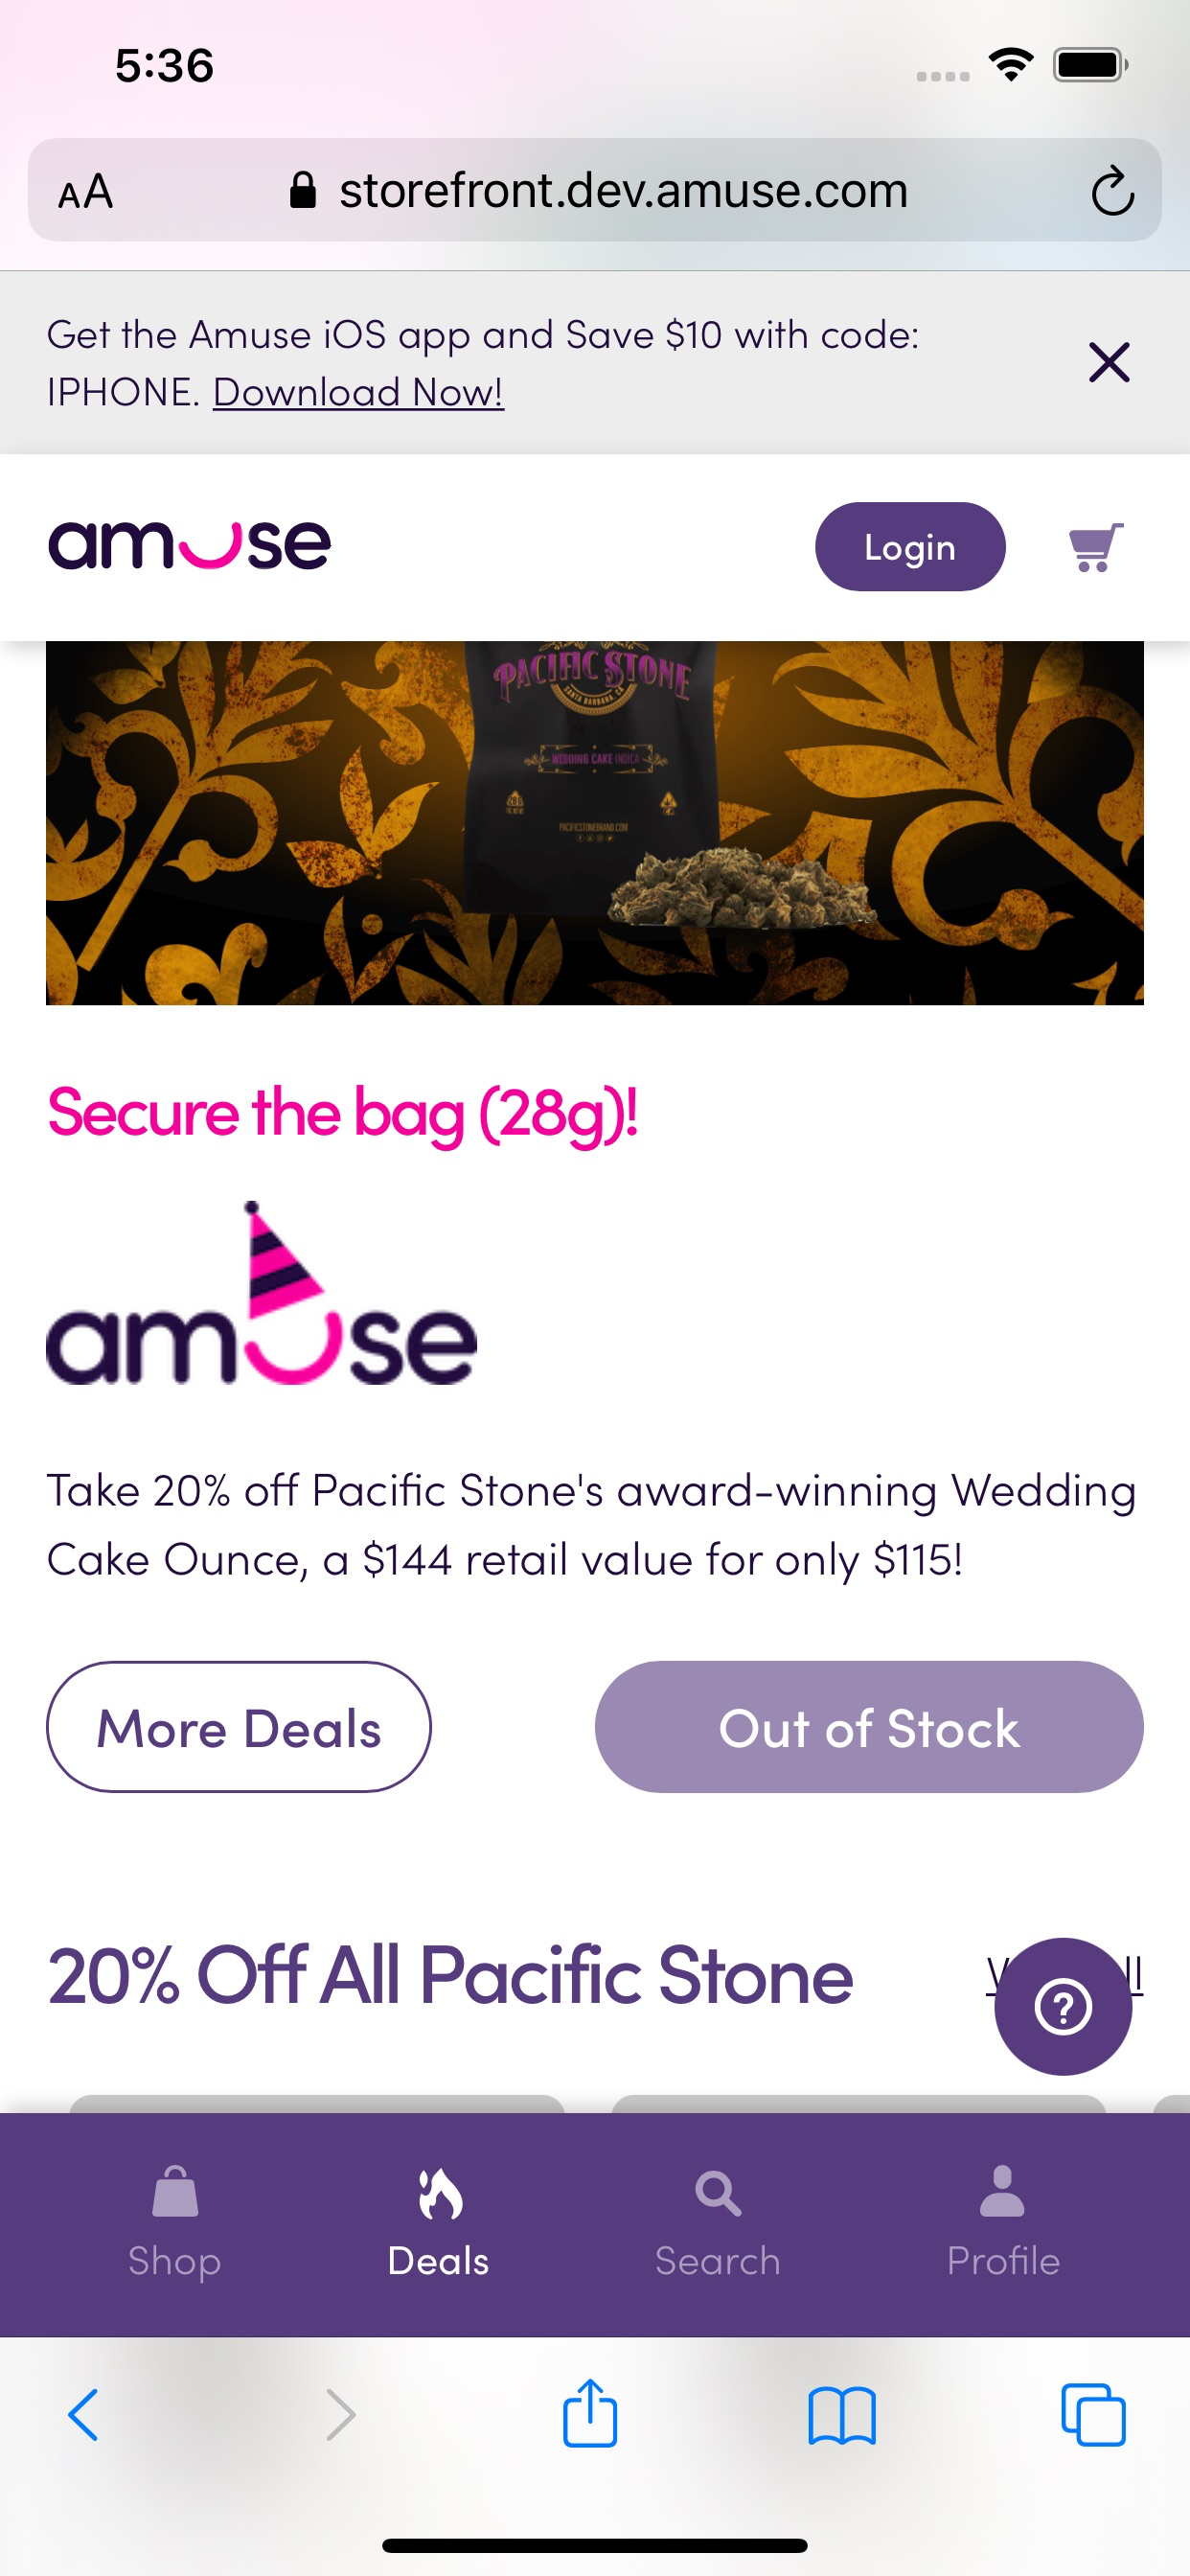 5:36
AA
storefront.dev.amuse.com
Get the Amuse iOS app and Save $10 with code:
IPHONE. Download Now!
amuse
Login
PACIFIC STONE
SANTA BARBARA, CA
WEDDING CAKE INDICA
PACIFICSTONEBRAND.COM
Secure the bag (28g)!
amuse
Take 20% off Pacific Stone's award-winning Wedding
Cake Ounce, a $144 retail value for only $115!
More Deals
Out of Stock
20% Off All Pacific Stone
?
Shop
Deals
Search
Profile